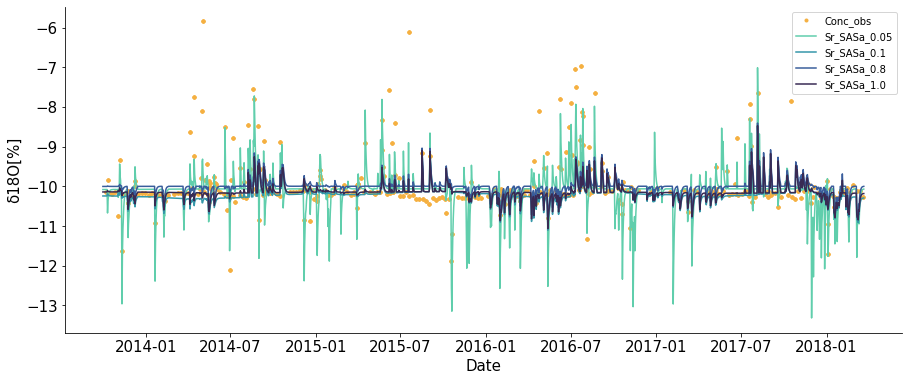 Conc_obs
Sr_SASa_0.05
Sr_SASa_0.1
Sr_SASa_0.8
Sr_SASa_1.0
δ18O[%]
−6
−7
−8
−9
−10
−11
−12
−13
2014-01 2014-07 2015-01 2015-07 2016-01 2016-07 2017-01 2017-07 2018-01
Date